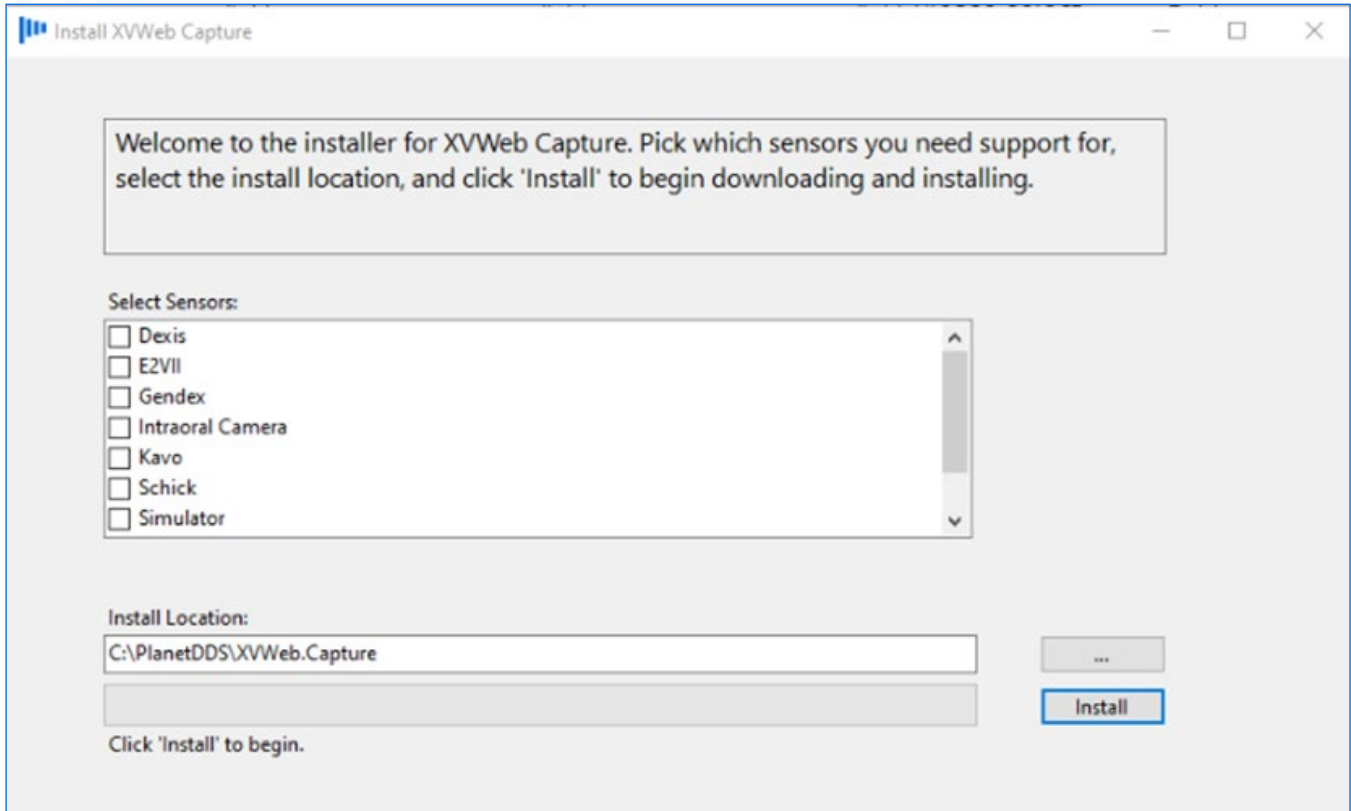 Install XVWeb Capture
Welcome to the installer for XVWeb Capture. Pick which sensors you need support for,
select the install location, and click 'Install' to begin downloading and installing.
Select Sensors:
Dexis
E2VII
Gendex
Intraoral Camera
Kavo
Schick
Simulator
Install Location:
C:\PlanetDDS\XVWeb.Capture
...
Install
Click 'Install' to begin.